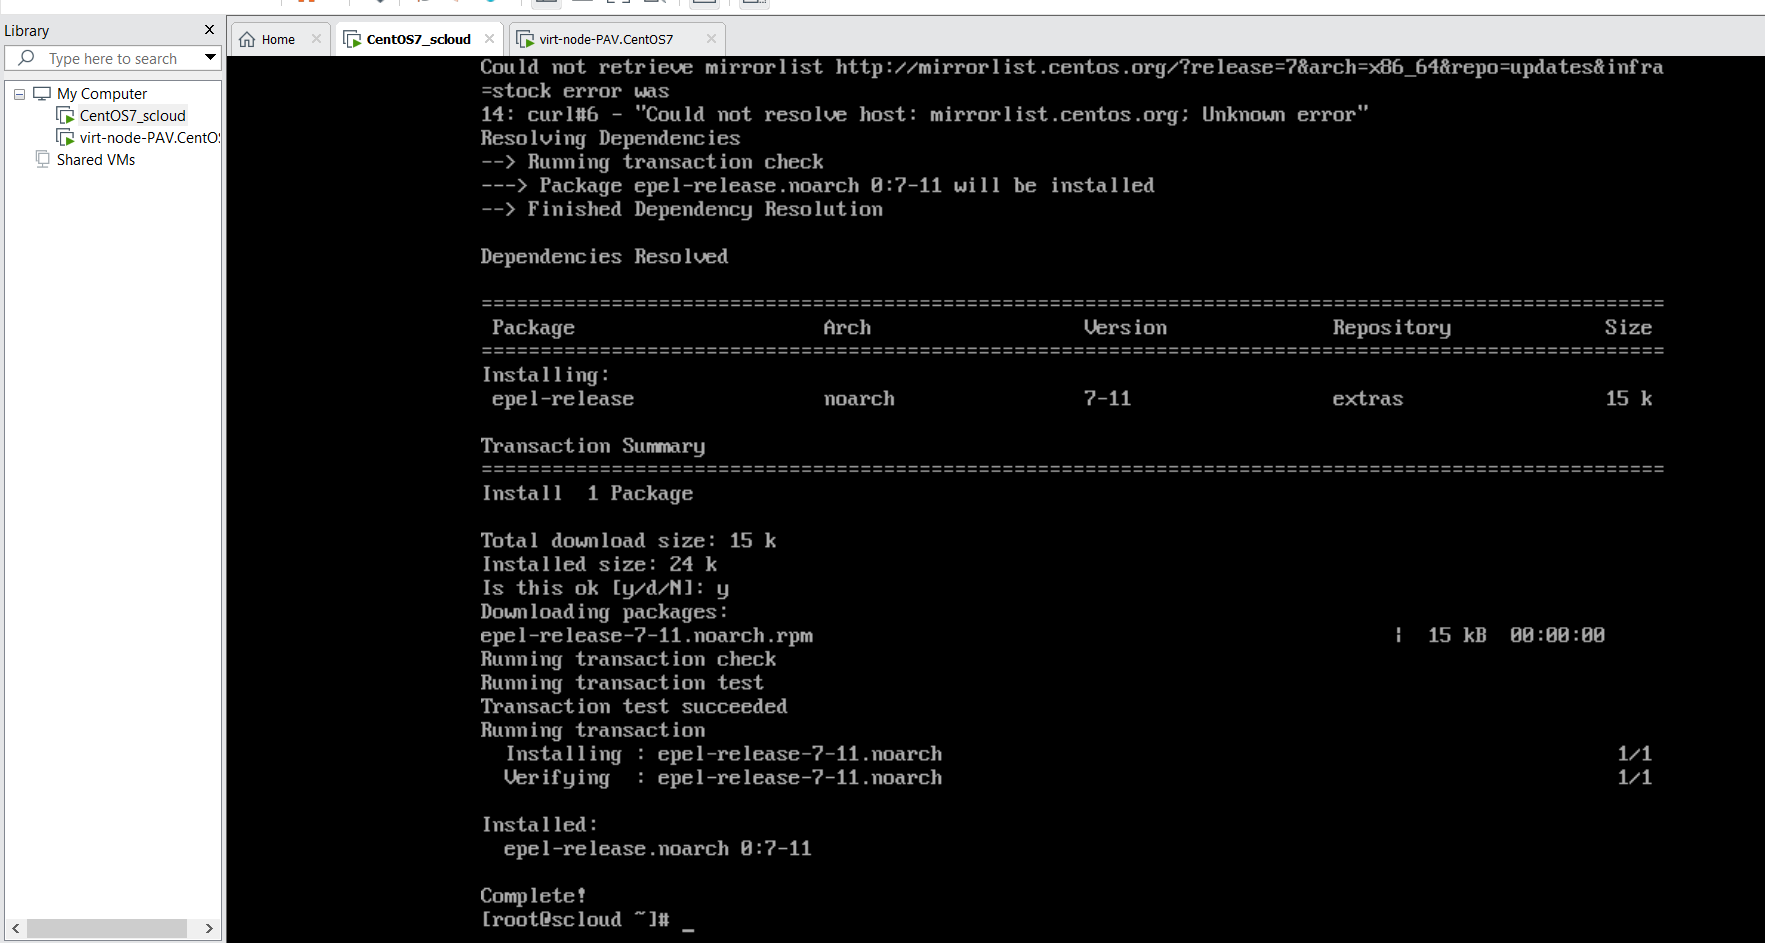 Library
Type here to search
My Computer
CentOS7_scloud
virt-node-PAV.CentO
Shared VMs
Home
CentOS7_scloud
virt-node-PAV.CentOS7
Could not retrieve mirrorlist http://mirrorlist.centos.org/?release=7&arch=x86_64&repo=updates&infra
=stock error was
14: curl#6 - "Could not resolve host: mirrorlist.centos.org; Unknown error"
Resolving Dependencies
--> Running transaction check
---> Package epel-release.noarch 0:7-11 will be installed
--> Finished Dependency Resolution
Dependencies Resolved
====================================================================================================
Package Arch Version Repository Size
====================================================================================================
Installing:
epel-release noarch 7-11 extras 15 k
Transaction Summary
====================================================================================================
Install 1 Package
Total download size: 15 k
Installed size: 24 k
Is this ok [y/d/N]: y
Downloading packages:
epel-release-7-11.noarch.rpm | 15 kB 00:00:00
Running transaction check
Running transaction test
Transaction test succeeded
Running transaction
Installing : epel-release-7-11.noarch 1/1
Verifying : epel-release-7-11.noarch 1/1
Installed:
epel-release.noarch 0:7-11
Complete!
[root@scloud ~]# _